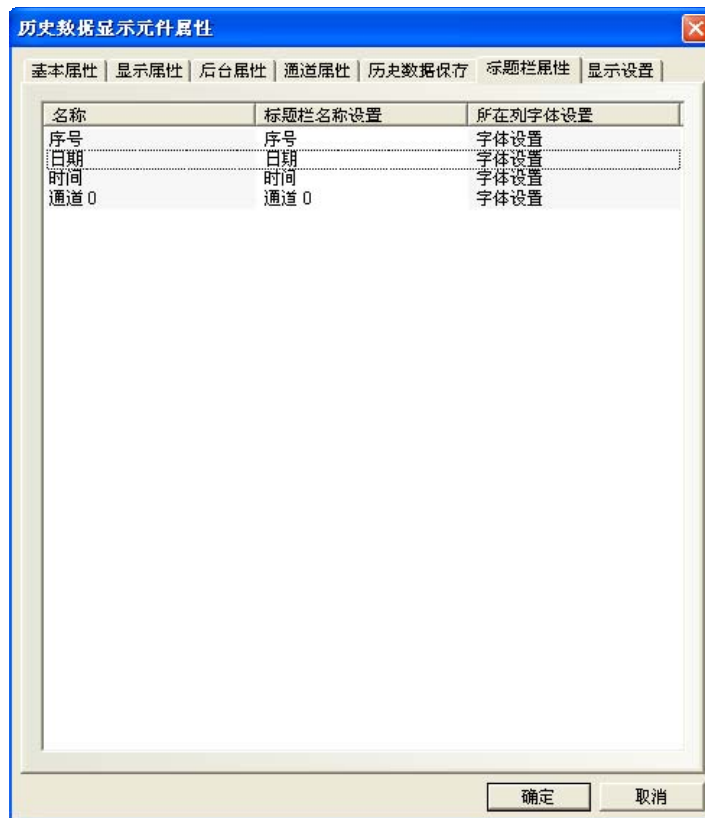 历史数据显示元件属性
基本属性 显示属性 后台属性 通道属性 历史数据保存 标题栏属性 显示设置
名称 标题栏名称设置 所在列字体设置
序号 序号 字体设置
日期 日期 字体设置
时间 时间 字体设置
通道 0 通道 0 字体设置
确定 取消